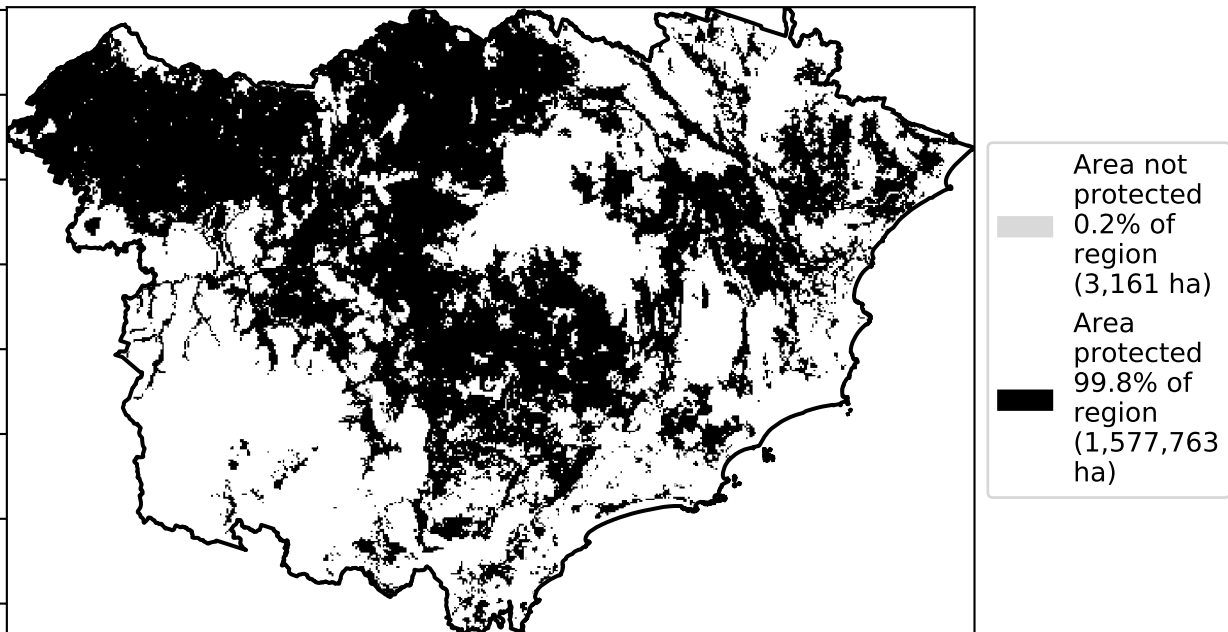 Area not
protected
0.2% of
region
(3,161 ha)
Area
protected
99.8% of
region
(1,577,763
ha)